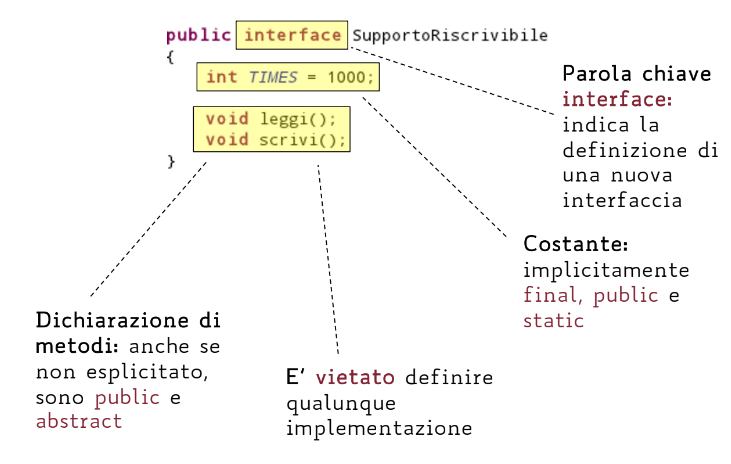 public interface SupportoRiscrivibile
{
int TIMES = 1000;
void leggi();
void scrivi();
}
Parola chiave
interface:
indica la
definizione di
una nuova
interfaccia
Costante:
implicitamente
final, public e
static
Dichiarazione di
metodi: anche se
non esplicitato,
sono public e
abstract
E’ vietato definire
qualunque
implementazione